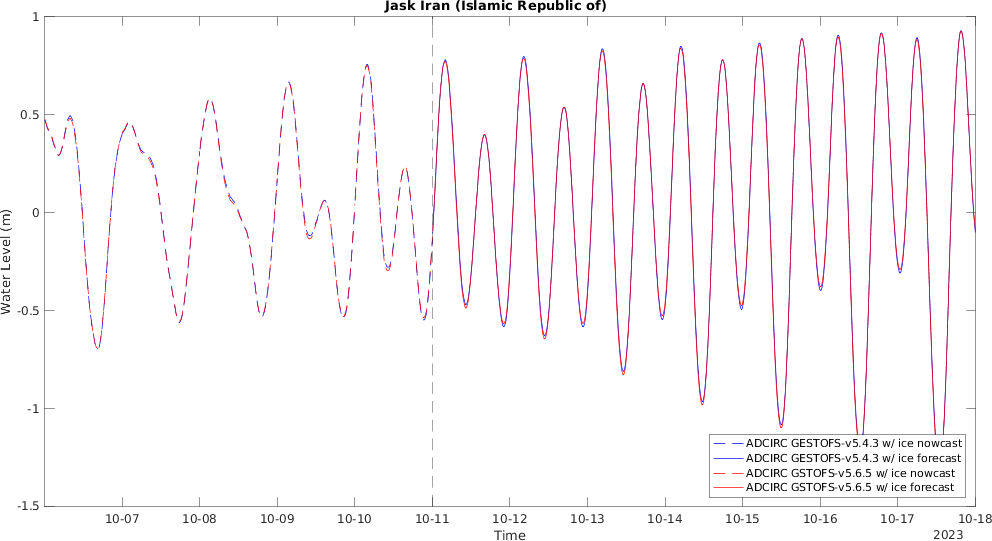 Jask Iran (Islamic Republic of)
1
0.5
0
-0.5
-1
-1.5
Water Level (m)
ADCIRC GESTOFS-v5.4.3 w/ ice nowcast
ADCIRC GESTOFS-v5.4.3 w/ ice forecast
ADCIRC GSTOFS-v5.6.5 w/ ice nowcast
ADCIRC GSTOFS-v5.6.5 w/ ice forecast
10-07 10-08 10-09 10-10 10-11 10-12 10-13 10-14 10-15 10-16 10-17 10-18
Time
2023